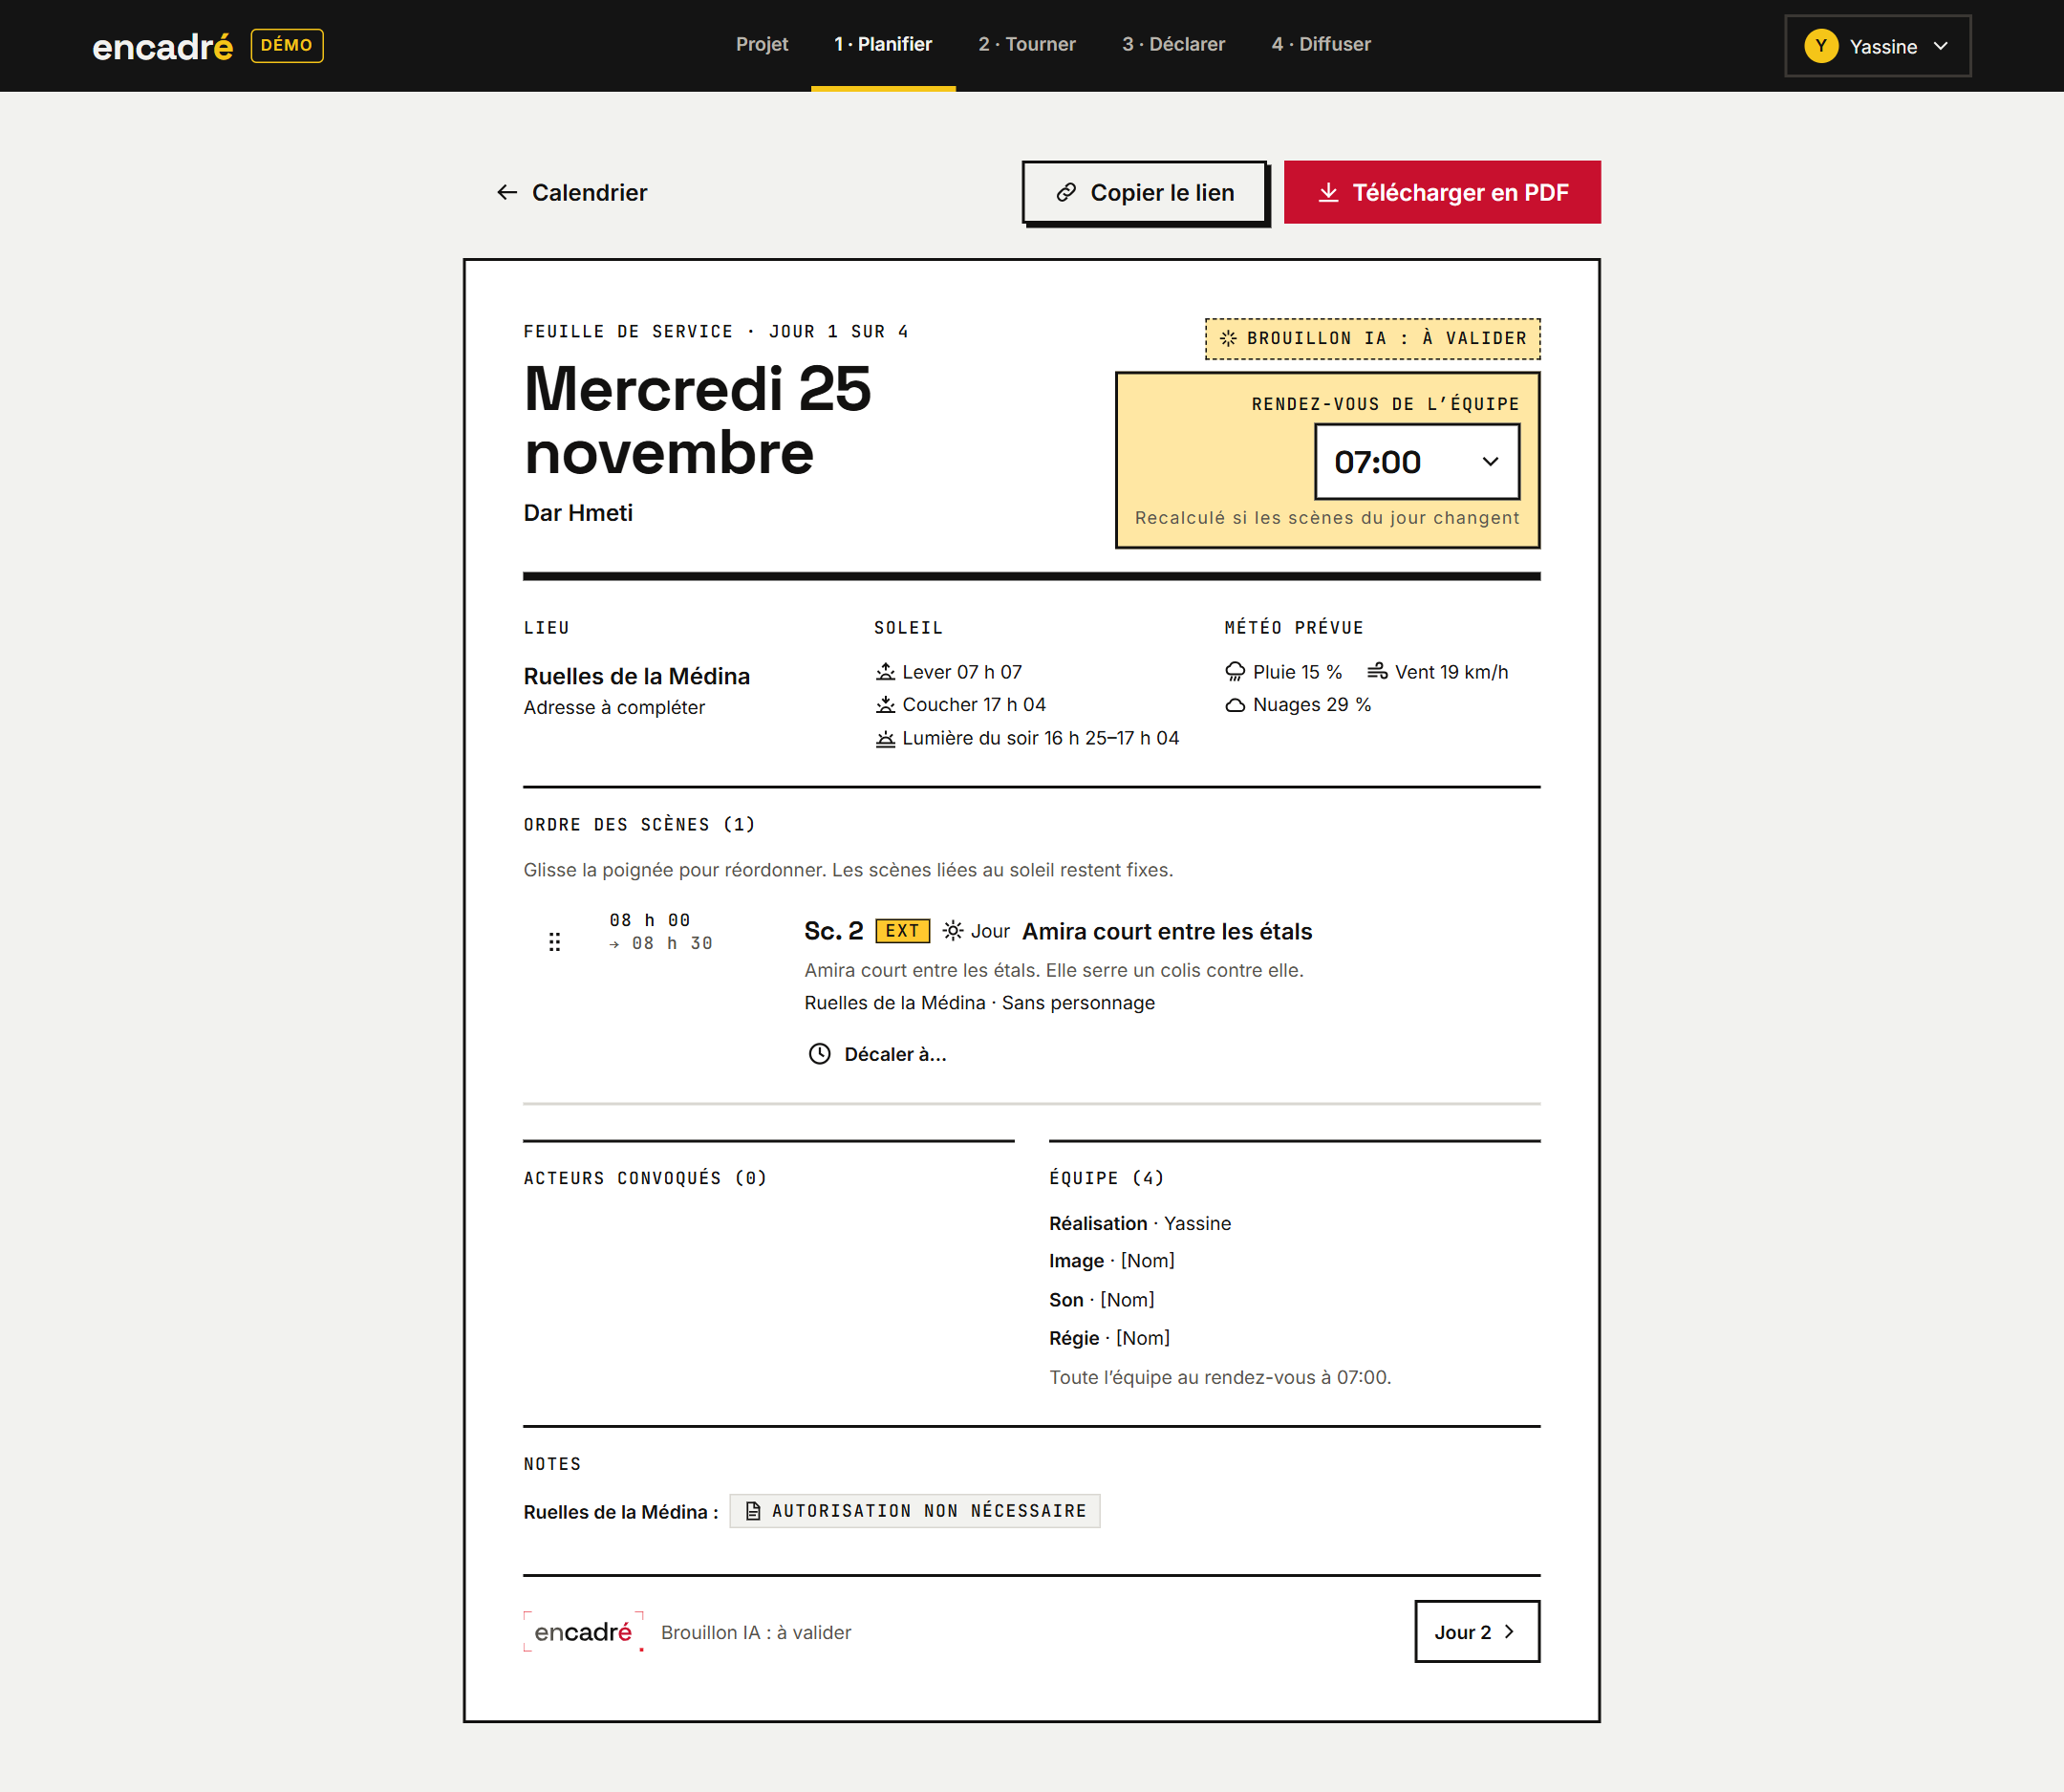 encadré DÉMO
Projet 1 · Planifier 2 · Tourner 3 · Déclarer 4 · Diffuser
Y Yassine
Calendrier
Copier le lien
Télécharger en PDF
FEUILLE DE SERVICE · JOUR 1 SUR 4
Mercredi 25
novembre
Dar Hmeti
BROUILLON IA : À VALIDER
RENDEZ-VOUS DE L’ÉQUIPE
07:00
Recalculé si les scènes du jour changent
LIEU
Ruelles de la Médina
Adresse à compléter
SOLEIL
Lever 07 h 07
Coucher 17 h 04
Lumière du soir 16 h 25–17 h 04
MÉTÉO PRÉVUE
Pluie 15 % Vent 19 km/h
Nuages 29 %
ORDRE DES SCÈNES (1)
Glisse la poignée pour réordonner. Les scènes liées au soleil restent fixes.
08 h 00
→ 08 h 30
Sc. 2 EXT Jour Amira court entre les étals
Amira court entre les étals. Elle serre un colis contre elle.
Ruelles de la Médina · Sans personnage
Décaler à...
ACTEURS CONVOQUÉS (0)
ÉQUIPE (4)
Réalisation · Yassine
Image · [Nom]
Son · [Nom]
Régie · [Nom]
Toute l’équipe au rendez-vous à 07:00.
NOTES
Ruelles de la Médina : AUTORISATION NON NÉCESSAIRE
encadré Brouillon IA : à valider
Jour 2